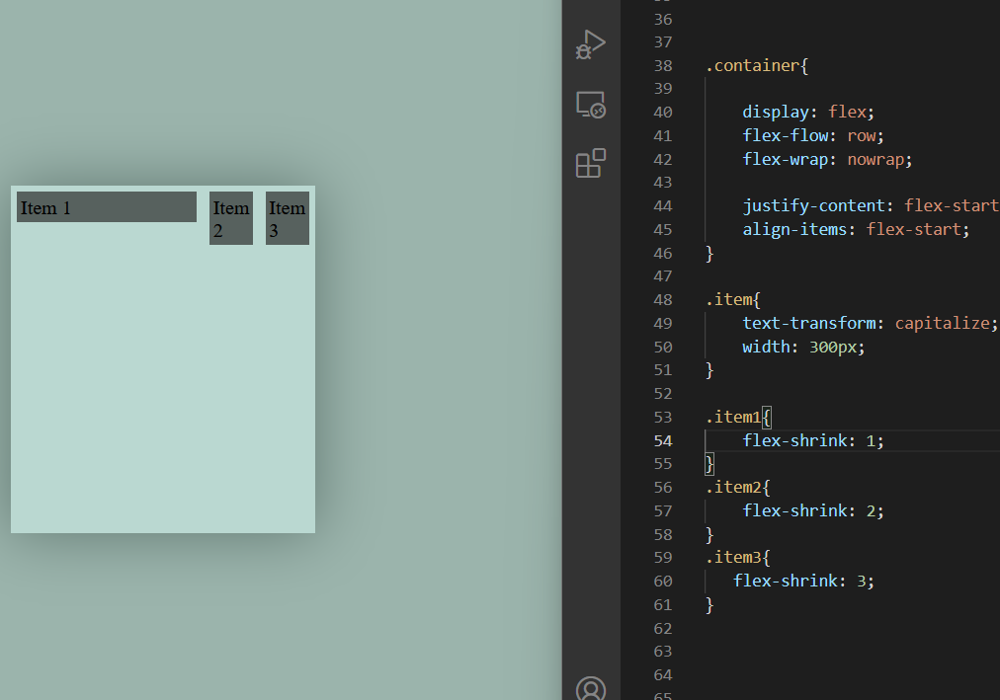 Item 1
Item
2
Item
3
36
37
38 .container{
39
40 display: flex;
41 flex-flow: row;
42 flex-wrap: nowrap;
43
44 justify-content: flex-start
45 align-items: flex-start;
46 }
47
48 .item{
49 text-transform: capitalize;
50 width: 300px;
51 }
52
53 .item1{
54 flex-shrink: 1;
55 }
56 .item2{
57 flex-shrink: 2;
58 }
59 .item3{
60 flex-shrink: 3;
61 }
62
63
64
65